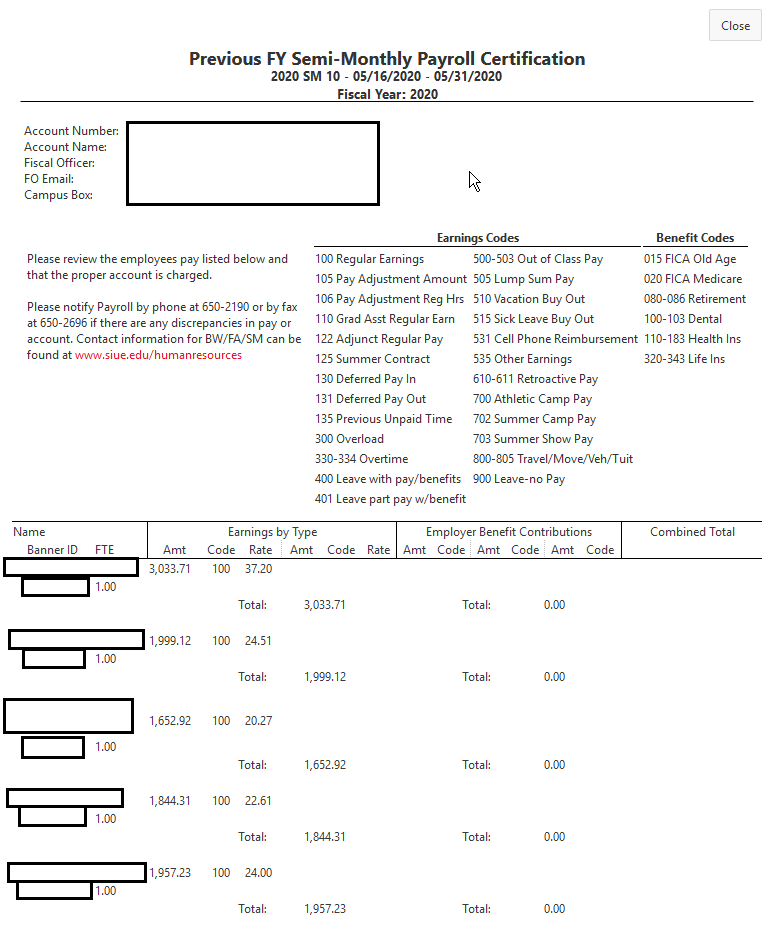 Close
Previous FY Semi-Monthly Payroll Certification
2020 SM 10 - 05/16/2020 - 05/31/2020
Fiscal Year: 2020
Account Number:
Account Name:
Fiscal Officer:
FO Email:
Campus Box:
Please review the employees pay listed below and
that the proper account is charged.
Please notify Payroll by phone at 650-2190 or by fax
at 650-2696 if there are any discrepancies in pay or
account. Contact information for BW/FA/SM can be
found at www.siue.edu/humanresources
Earnings Codes Benefit Codes
100 Regular Earnings 500-503 Out of Class Pay 015 FICA Old Age
105 Pay Adjustment Amount 505 Lump Sum Pay 020 FICA Medicare
106 Pay Adjustment Reg Hrs 510 Vacation Buy Out 080-086 Retirement
110 Grad Asst Regular Earn 515 Sick Leave Buy Out 100-103 Dental
122 Adjunct Regular Pay 531 Cell Phone Reimbursement 110-183 Health Ins
125 Summer Contract 535 Other Earnings 320-343 Life Ins
130 Deferred Pay In 610-611 Retroactive Pay
131 Deferred Pay Out 700 Athletic Camp Pay
135 Previous Unpaid Time 702 Summer Camp Pay
300 Overload 703 Summer Show Pay
330-334 Overtime 800-805 Travel/Move/Veh/Tuit
400 Leave with pay/benefits 900 Leave-no Pay
401 Leave part pay w/benefit
Name Earnings by Type Employer Benefit Contributions Combined Total
Banner ID FTE Amt Code Rate Amt Code Rate Amt Code Amt Code Amt Code
3,033.71 100 37.20
1.00
Total: 3,033.71 Total: 0.00
1,999.12 100 24.51
1.00
Total: 1,999.12 Total: 0.00
1,652.92 100 20.27
1.00
Total: 1,652.92 Total: 0.00
1,844.31 100 22.61
1.00
Total: 1,844.31 Total: 0.00
1,957.23 100 24.00
1.00
Total: 1,957.23 Total: 0.00